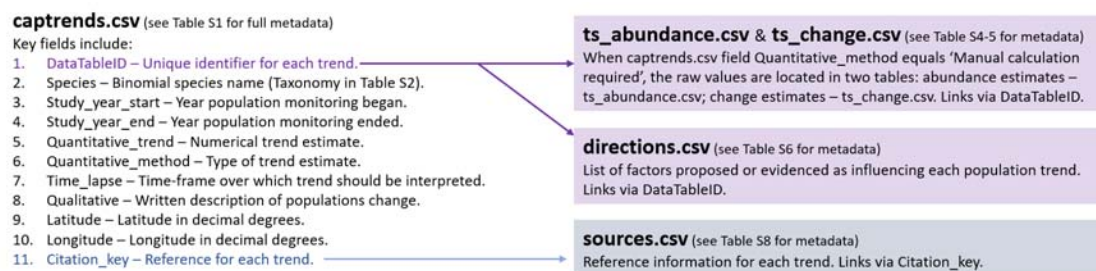 captrends.csv (see Table S1 for full metadata)
Key fields include:
1. DataTableID – Unique identifier for each trend.
2. Species – Binomial species name (Taxonomy in Table S2).
3. Study_year_start – Year population monitoring began.
4. Study_year_end – Year population monitoring ended.
5. Quantitative_trend – Numerical trend estimate.
6. Quantitative_method – Type of trend estimate.
7. Time_lapse – Time-frame over which trend should be interpreted.
8. Qualitative – Written description of populations change.
9. Latitude – Latitude in decimal degrees.
10. Longitude – Longitude in decimal degrees.
11. Citation_key – Reference for each trend.
ts_abundance.csv & ts_change.csv (see Table S4-5 for metadata)
When captrends.csv field Quantitative_method equals ‘Manual calculation
required’, the raw values are located in two tables: abundance estimates –
ts_abundance.csv; change estimates – ts_change.csv. Links via DataTableID.
directions.csv (see Table S6 for metadata)
List of factors proposed or evidenced as influencing each population trend.
Links via DataTableID.
sources.csv (see Table S8 for metadata)
Reference information for each trend. Links via Citation_key.